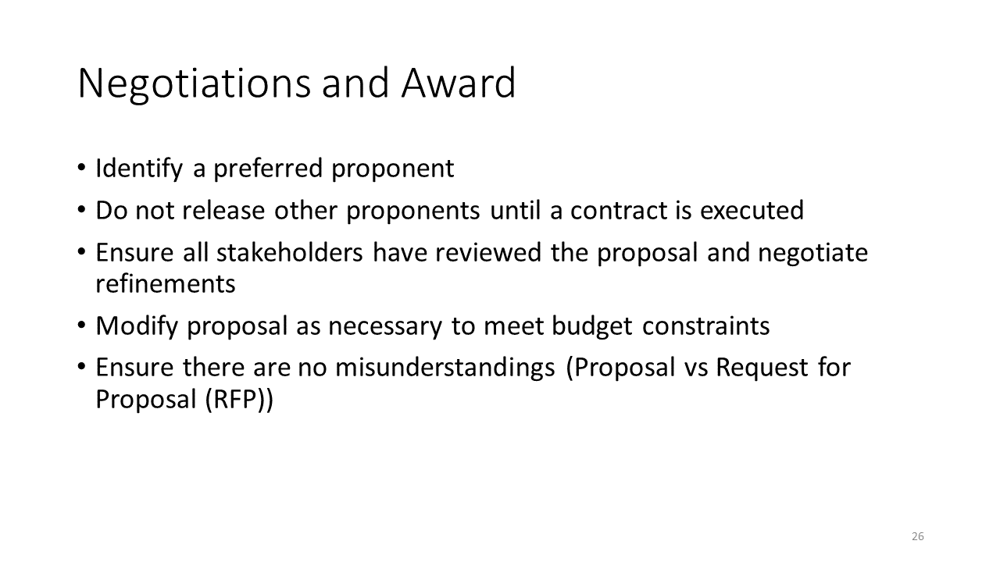 Negotiations and Award
• Identify a preferred proponent
• Do not release other proponents until a contract is executed
• Ensure all stakeholders have reviewed the proposal and negotiate
refinements
• Modify proposal as necessary to meet budget constraints
• Ensure there are no misunderstandings (Proposal vs Request for
Proposal (RFP))
26